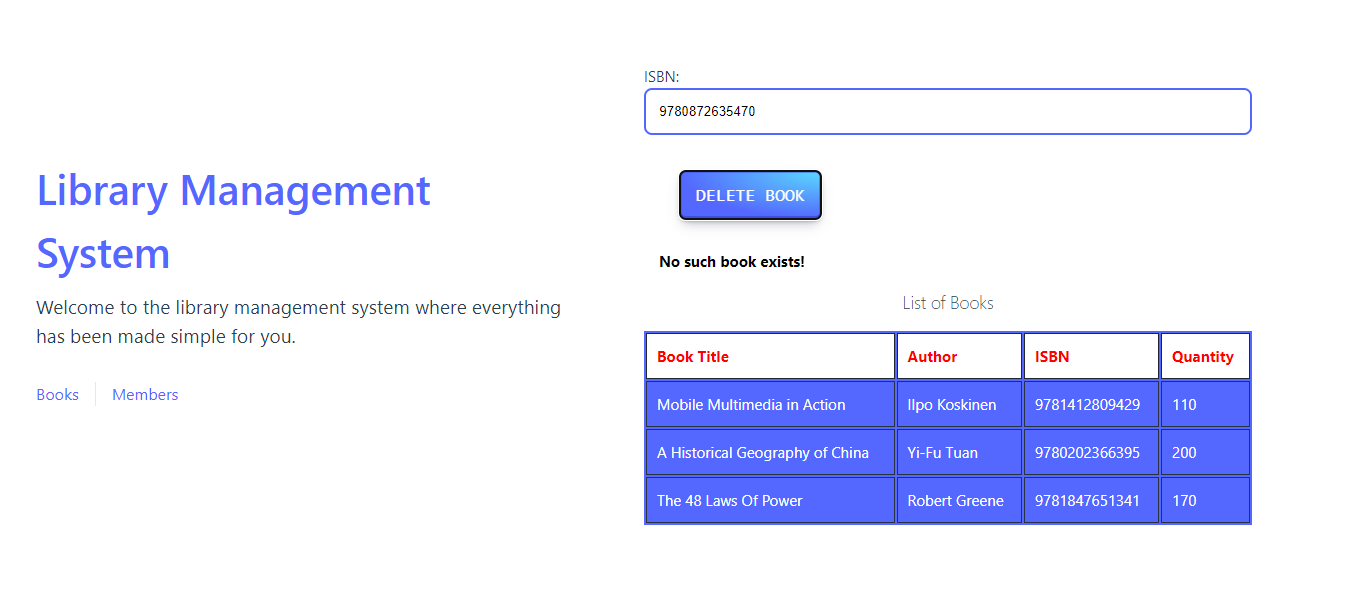 Library Management
System
Welcome to the library management system where everything
has been made simple for you.
Books
Members
ISBN:
9780872635470
DELETE BOOK
No such book exists!
List of Books
Book Title Author ISBN Quantity
Mobile Multimedia in Action Ilpo Koskinen 9781412809429 110
A Historical Geography of China Yi-Fu Tuan 9780202366395 200
The 48 Laws Of Power Robert Greene 9781847651341 170